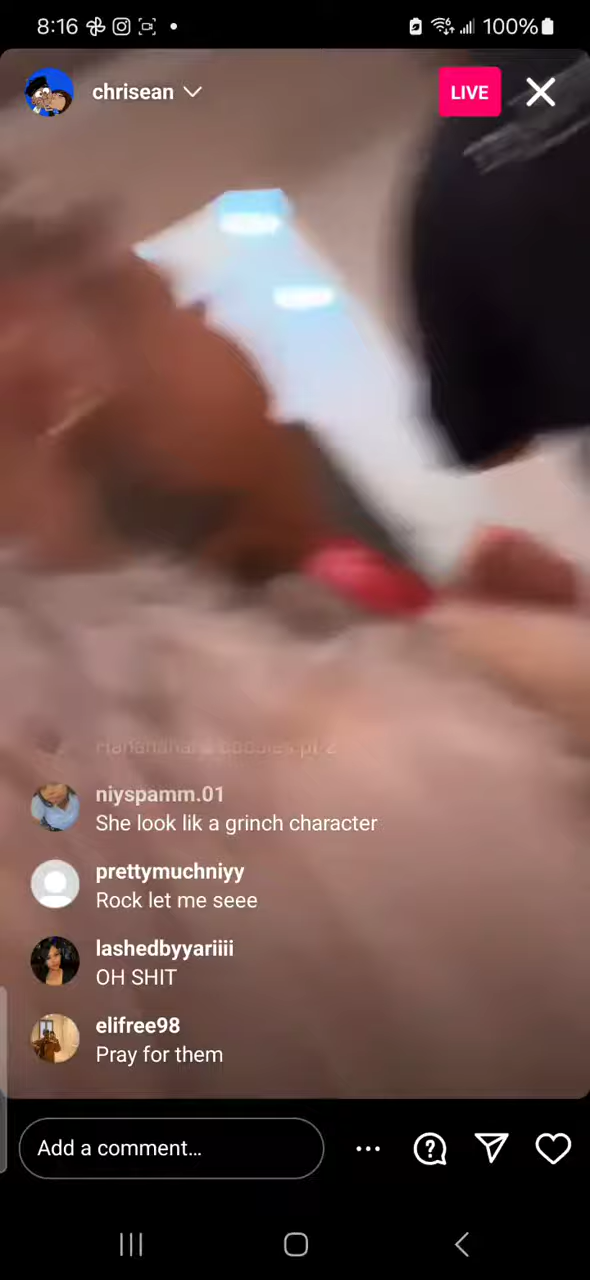 8:16
100%
chrisean
LIVE
niyspamm.01
She look lik a grinch character
prettymuchniyy
Rock let me seee
lashedbyyariiii
OH SHIT
elifree98
Pray for them
Add a comment...